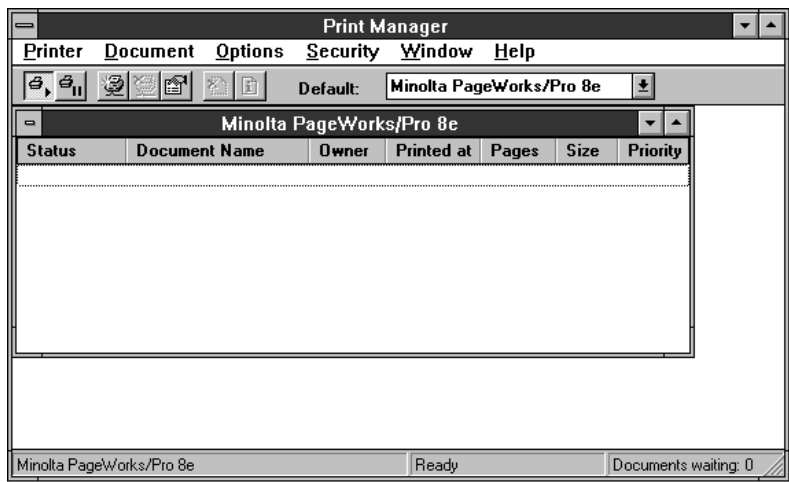 Print Manager
Printer Document Options Security Window Help
Default: Minolta PageWorks/Pro 8e
Minolta PageWorks/Pro 8e
Status Document Name Owner Printed at Pages Size Priority
Minolta PageWorks/Pro 8e Ready Documents waiting: 0